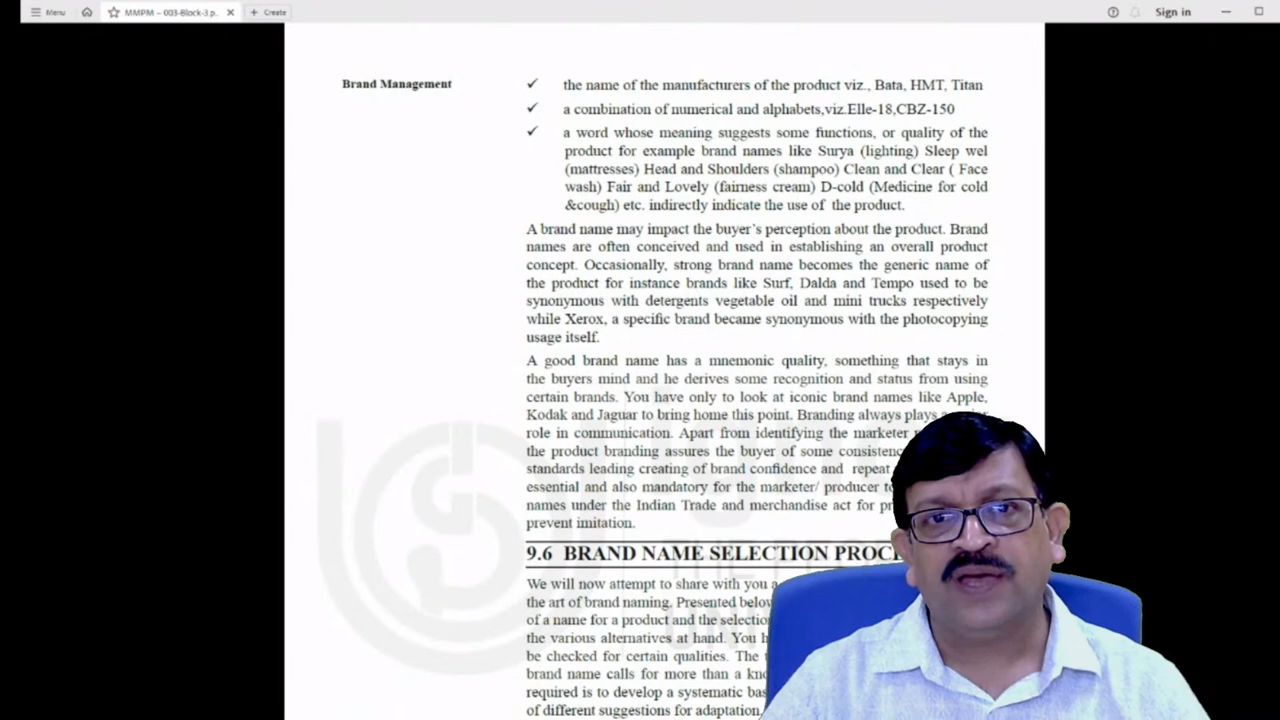 Menu
MMPM – 003-Block-3.p...
Create
Sign in
Brand Management
✓ the name of the manufacturers of the product viz., Bata, HMT, Titan
✓ a combination of numerical and alphabets,viz.Elle-18,CBZ-150
✓ a word whose meaning suggests some functions, or quality of the
product for example brand names like Surya (lighting) Sleep wel
(mattresses) Head and Shoulders (shampoo) Clean and Clear ( Face
wash) Fair and Lovely (fairness cream) D-cold (Medicine for cold
&cough) etc. indirectly indicate the use of the product.
A brand name may impact the buyer's perception about the product. Brand
names are often conceived and used in establishing an overall product
concept. Occasionally, strong brand name becomes the generic name of
the product for instance brands like Surf, Dalda and Tempo used to be
synonymous with detergents vegetable oil and mini trucks respectively
while Xerox, a specific brand became synonymous with the photocopying
usage itself.
A good brand name has a mnemonic quality, something that stays in
the buyers mind and he derives some recognition and status from using
certain brands. You have only to look at iconic brand names like Apple,
Kodak and Jaguar to bring home this point. Branding always plays
role in communication. Apart from identifying the marketer
the product branding assures the buyer of some
standards leading creating of brand confidence and repeat
essential and also mandatory for the marketer/ producer
names under the Indian Trade and merchandise act for
prevent imitation.
9.6 BRAND NAME SELECTION
We will now attempt to share with you
the art of brand naming. Presented below
of a name for a product and the selection
the various alternatives at hand. You
be checked for certain qualities. The
brand name calls for more than a
required is to develop a systematic
of different suggestions for adaptation.